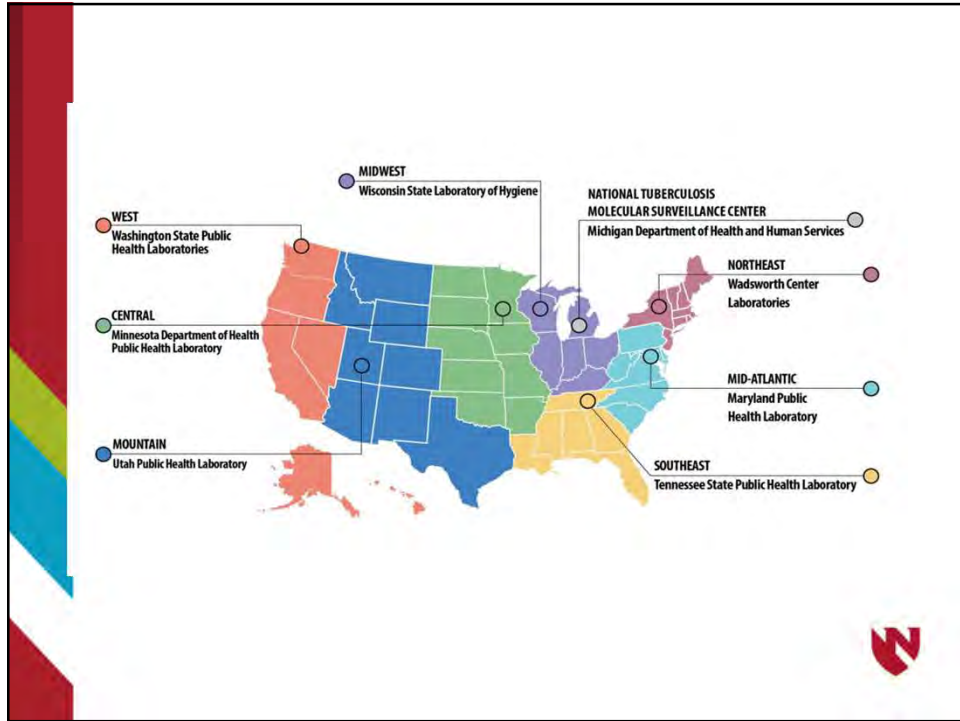 MIDWEST
Wisconsin State Laboratory of Hygiene
NATIONAL TUBERCULOSIS
MOLECULAR SURVEILLANCE CENTER
Michigan Department of Health and Human Services
WEST
Washington State Public
Health Laboratories
NORTHEAST
Wadsworth Center
Laboratories
CENTRAL
Minnesota Department of Health
Public Health Laboratory
MID-ATLANTIC
Maryland Public
Health Laboratory
MOUNTAIN
Utah Public Health Laboratory
SOUTHEAST
Tennessee State Public Health Laboratory
N